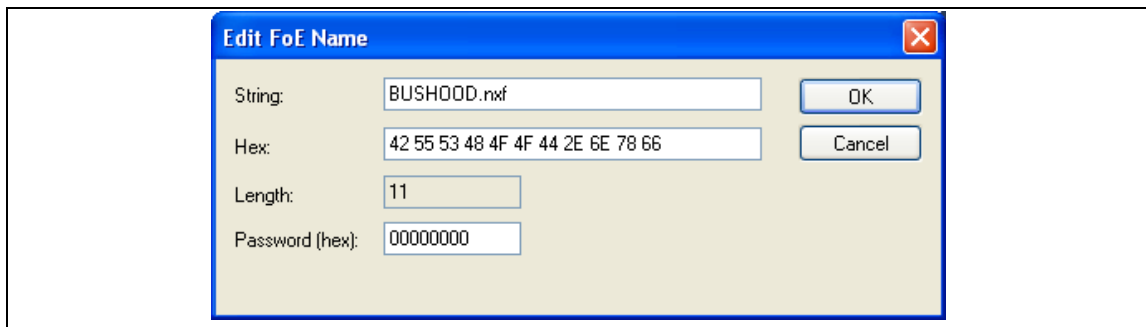 Edit FoE Name
String: BUSHOOD.nxf OK
Hex: 42 55 53 48 4F 4F 44 2E 6E 78 66 Cancel
Length: 11
Password (hex): 00000000